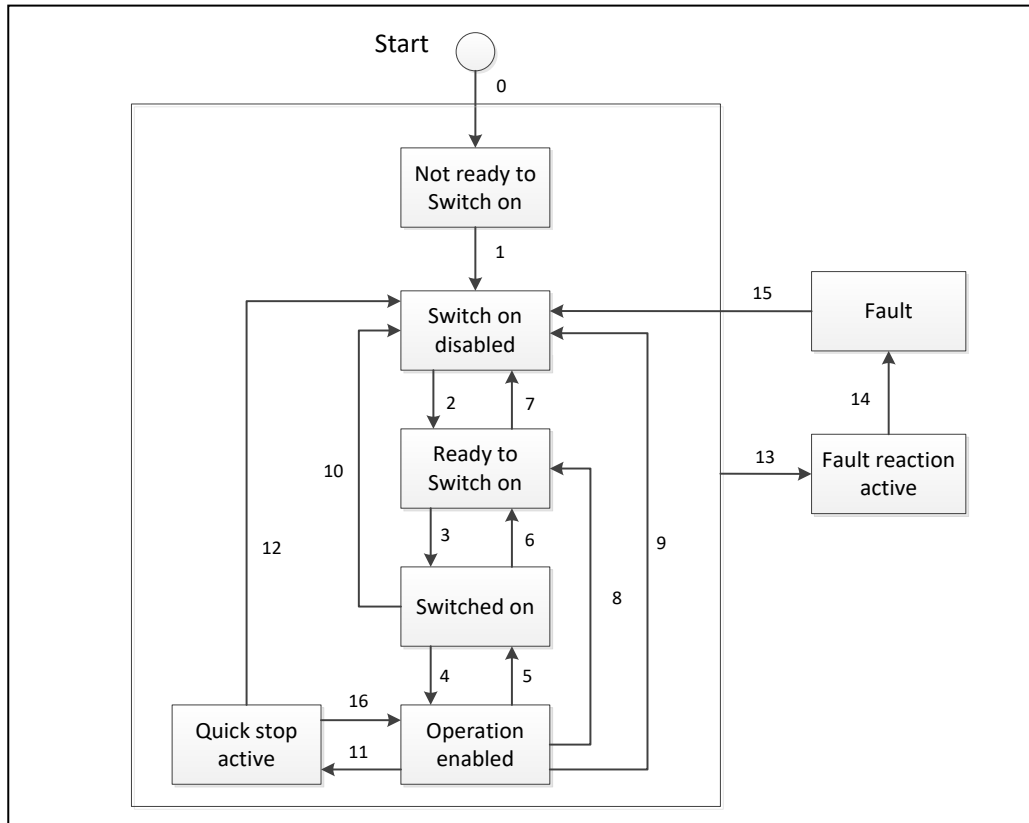 Start
0
Not ready to
Switch on
1
Switch on
disabled
15
Fault
2
7
14
Ready to
Switch on
10
13
Fault reaction
active
3
6
12
9
8
Switched on
4
5
16
Quick stop
active
11
Operation
enabled